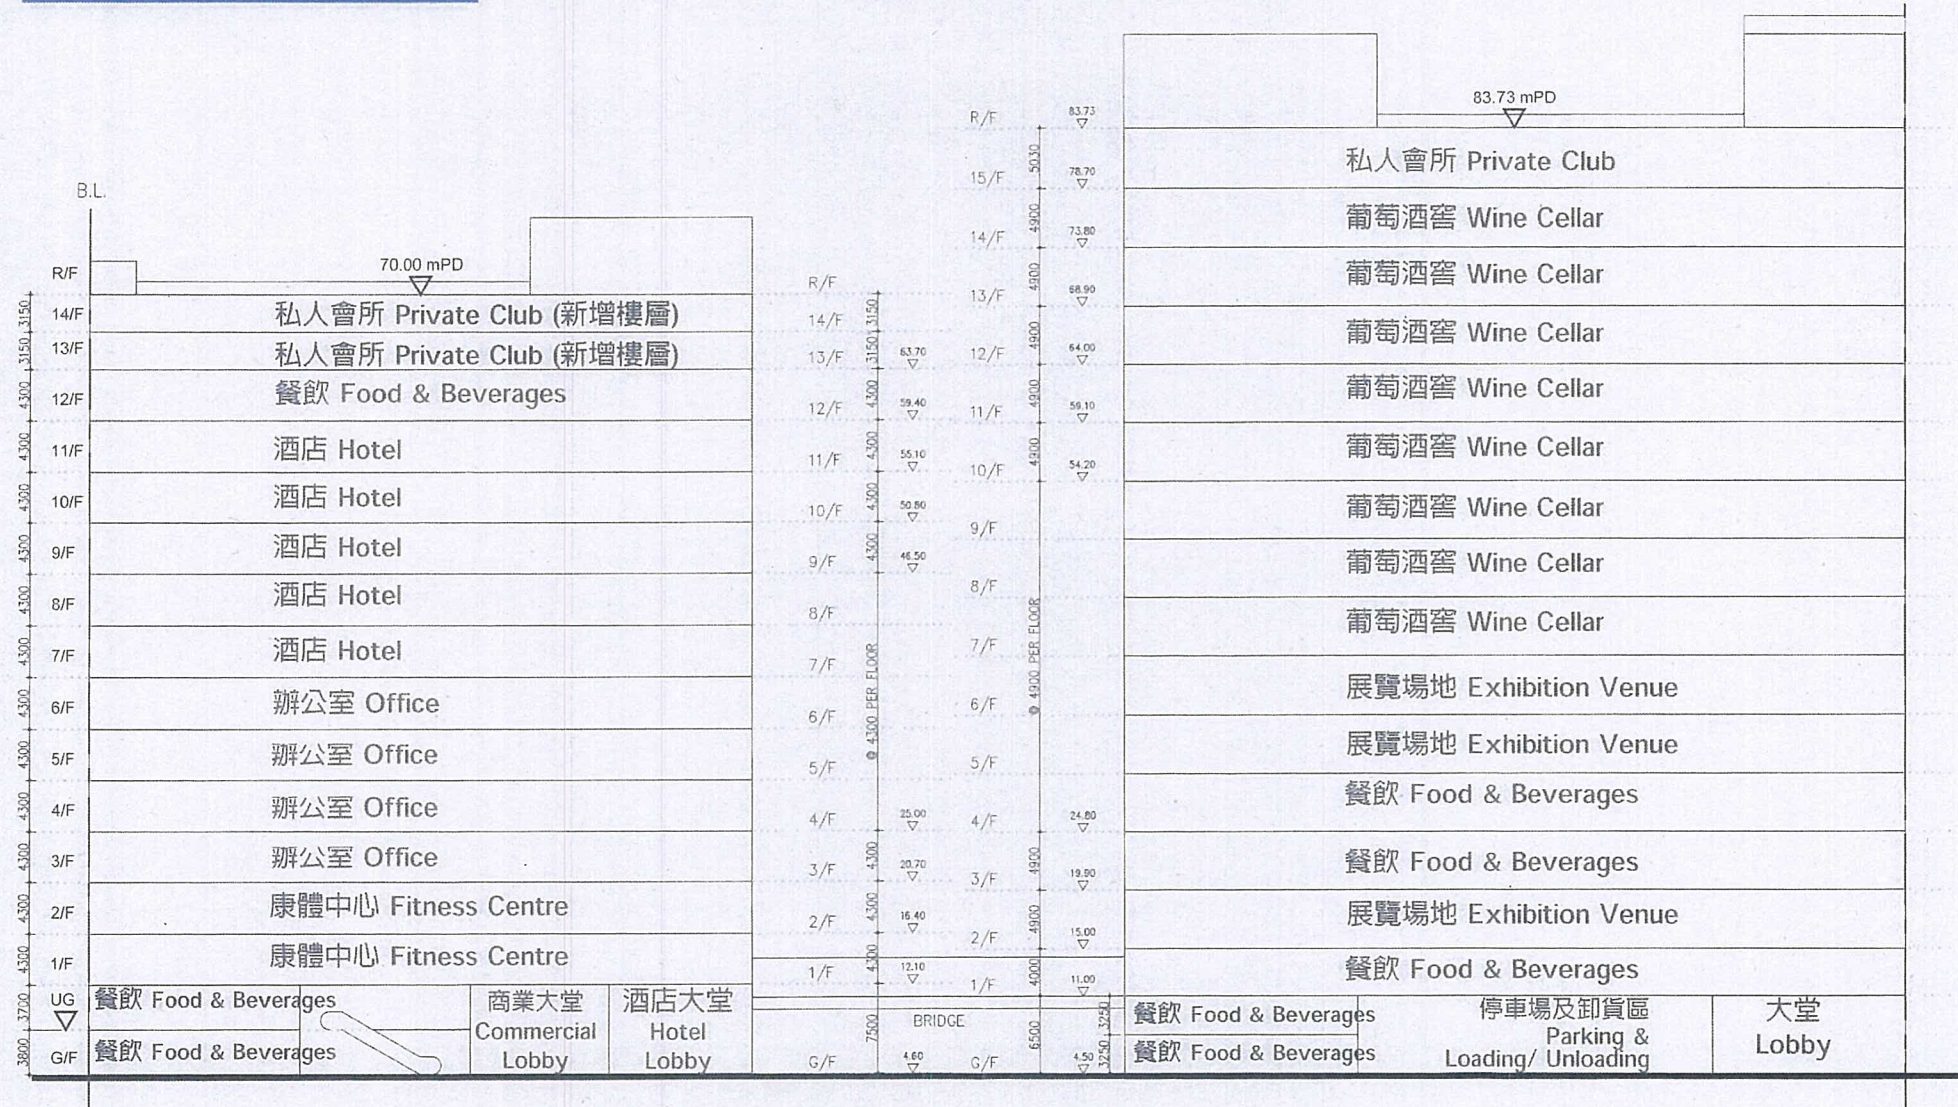 B.L.
70.00 mPD
R/F
14/F 私人會所 Private Club (新增樓層)
13/F 私人會所 Private Club (新增樓層)
12/F 餐飲 Food & Beverages
11/F 酒店 Hotel
10/F 酒店 Hotel
9/F 酒店 Hotel
8/F 酒店 Hotel
7/F 酒店 Hotel
6/F 辦公室 Office
5/F 辦公室 Office
4/F 辦公室 Office
3/F 辦公室 Office
2/F 康體中心 Fitness Centre
1/F 康體中心 Fitness Centre
UG 餐飲 Food & Beverages
G/F 餐飲 Food & Beverages
商業大堂
Commercial
Lobby
酒店大堂
Hotel
Lobby
3150
3150
4300
4300
4300
4300
4300
4300
4300
4300
4300
4300
4300
4300
3700
3800
R/F
14/F
13/F
12/F
11/F
10/F
9/F
8/F
7/F
6/F
5/F
4/F
3/F
2/F
1/F
G/F
3150
3150
4300
4300
4300
4300
@ 4300 PER FLOOR
4300
4300
4300
7500
63.70
59.40
55.10
50.80
46.50
25.00
20.70
16.40
12.10
BRIDGE
4.60
R/F
15/F
14/F
13/F
12/F
11/F
10/F
9/F
8/F
7/F
6/F
5/F
4/F
3/F
2/F
1/F
G/F
5030
4900
4900
4900
4900
4900
@ 4900 PER FLOOR
4900
4900
4000
6500
83.73
78.70
73.80
68.90
64.00
59.10
54.20
24.80
19.90
15.00
11.00
4.50
3250
3250
83.73 mPD
私人會所 Private Club
葡萄酒窖 Wine Cellar
葡萄酒窖 Wine Cellar
葡萄酒窖 Wine Cellar
葡萄酒窖 Wine Cellar
葡萄酒窖 Wine Cellar
葡萄酒窖 Wine Cellar
葡萄酒窖 Wine Cellar
葡萄酒窖 Wine Cellar
展覽場地 Exhibition Venue
展覽場地 Exhibition Venue
餐飲 Food & Beverages
餐飲 Food & Beverages
展覽場地 Exhibition Venue
餐飲 Food & Beverages
餐飲 Food & Beverages
餐飲 Food & Beverages
停車場及卸貨區
Parking &
Loading/ Unloading
大堂
Lobby